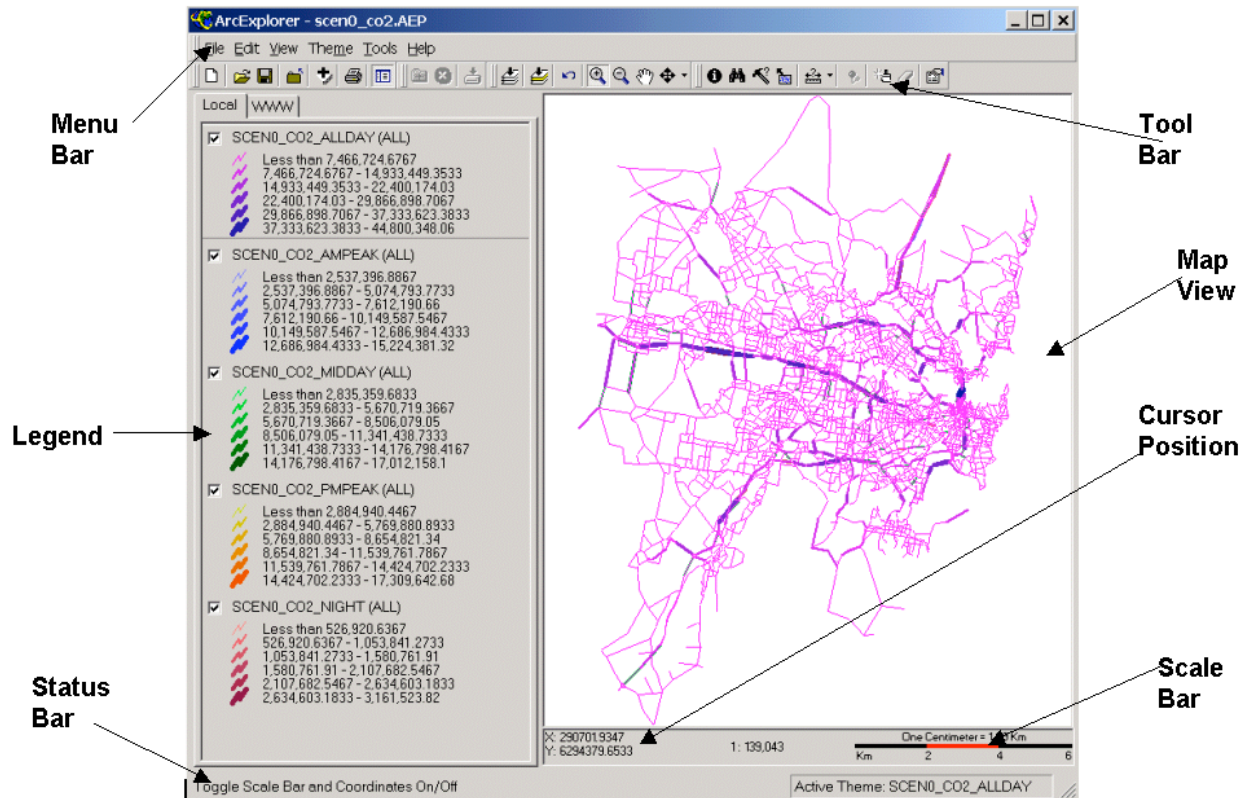 ArcExplorer - scen0_co2.AEP
File Edit View Theme Tools Help
Menu
Bar
Tool
Bar
Local WWW
SCEN0_CO2_ALLDAY (ALL)
Less than 7,466,724.6767
7,466,724.6767 - 14,933,449.3533
14,933,449.3533 - 22,400,174.03
22,400,174.03 - 29,866,898.7067
29,866,898.7067 - 37,333,623.3833
37,333,623.3833 - 44,800,348.06
SCEN0_CO2_AMPEAK (ALL)
Less than 2,537,396.8867
2,537,396.8867 - 5,074,793.7733
5,074,793.7733 - 7,612,190.66
7,612,190.66 - 10,149,587.5467
10,149,587.5467 - 12,686,984.4333
12,686,984.4333 - 15,224,381.32
Map
View
SCEN0_CO2_MIDDAY (ALL)
Less than 2,835,359.6833
2,835,359.6833 - 5,670,719.3667
5,670,719.3667 - 8,506,079.05
8,506,079.05 - 11,341,438.7333
11,341,438.7333 - 14,176,798.4167
14,176,798.4167 - 17,012,158.1
Legend
Cursor
Position
SCEN0_CO2_PMPEAK (ALL)
Less than 2,884,940.4467
2,884,940.4467 - 5,769,880.8933
5,769,880.8933 - 8,654,821.34
8,654,821.34 - 11,539,761.7867
11,539,761.7867 - 14,424,702.2333
14,424,702.2333 - 17,309,642.68
SCEN0_CO2_NIGHT (ALL)
Less than 526,920.6367
526,920.6367 - 1,053,841.2733
1,053,841.2733 - 1,580,761.91
1,580,761.91 - 2,107,682.5467
2,107,682.5467 - 2,634,603.1833
2,634,603.1833 - 3,161,523.82
Status
Bar
Scale
Bar
X: 290701.9347
Y: 6294379.6533
1: 139,043
One Centimeter = Km
Km 2 4 6
Toggle Scale Bar and Coordinates On/Off
Active Theme: SCEN0_CO2_ALLDAY